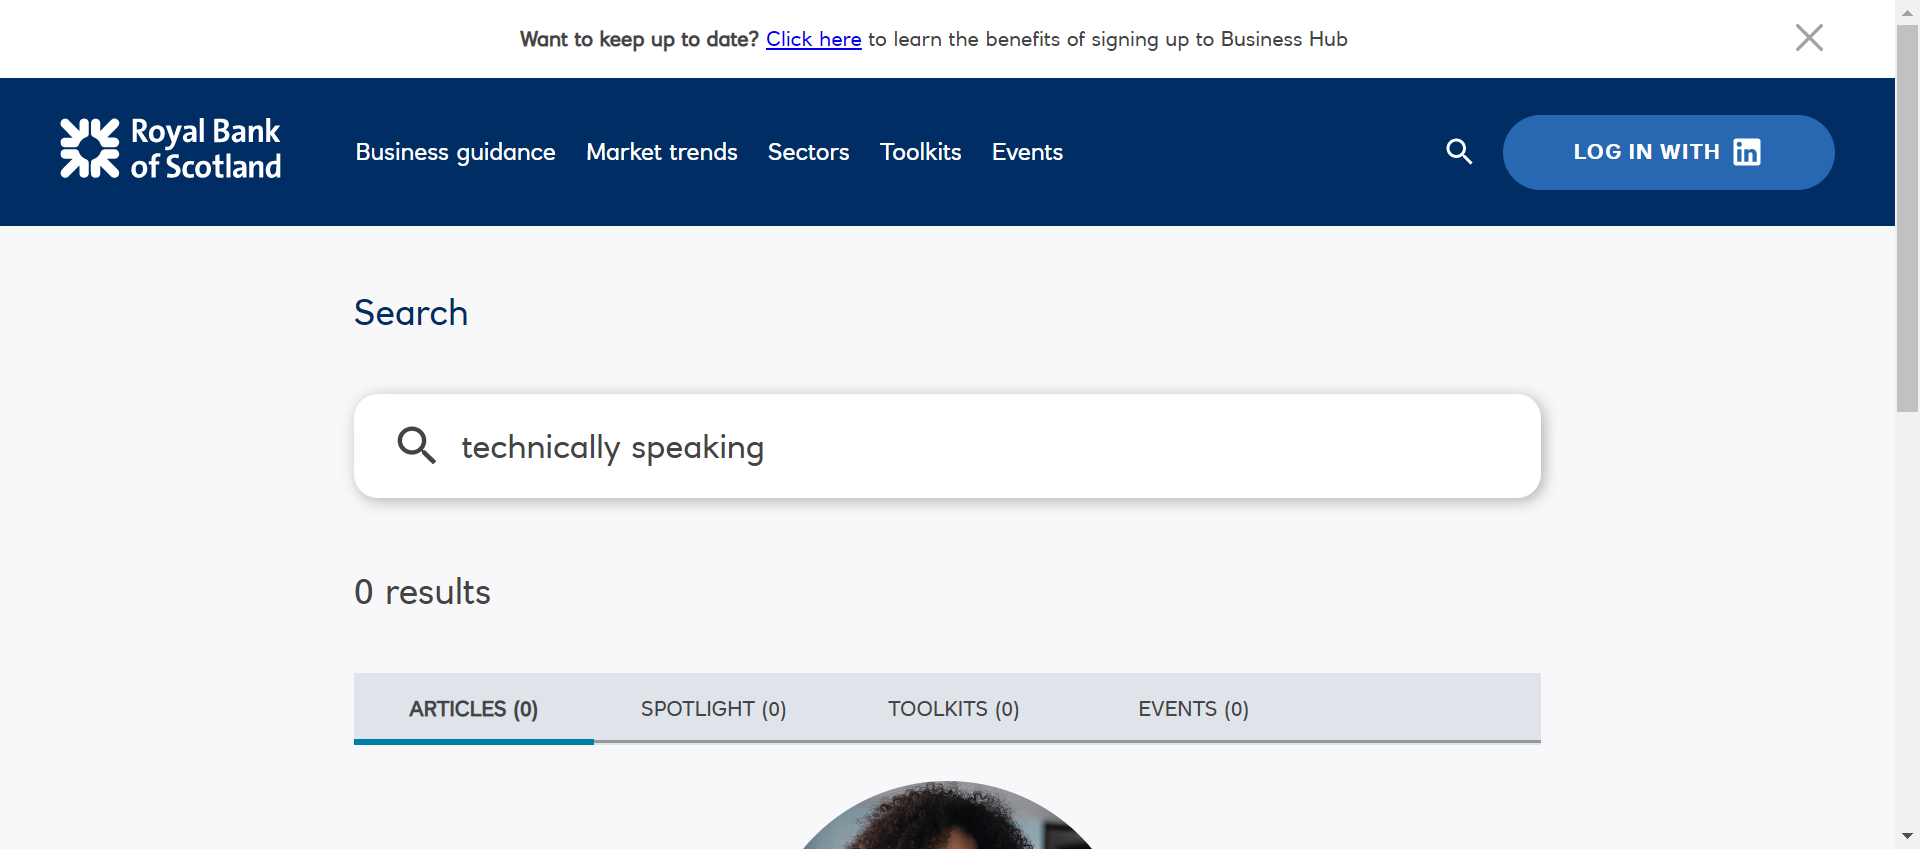 Want to keep up to date? Click here to learn the benefits of signing up to Business Hub
Royal Bank
of Scotland
Business guidance Market trends Sectors Toolkits Events
LOG IN WITH in
Search
technically speaking
0 results
ARTICLES (0) SPOTLIGHT (0) TOOLKITS (0) EVENTS (0)